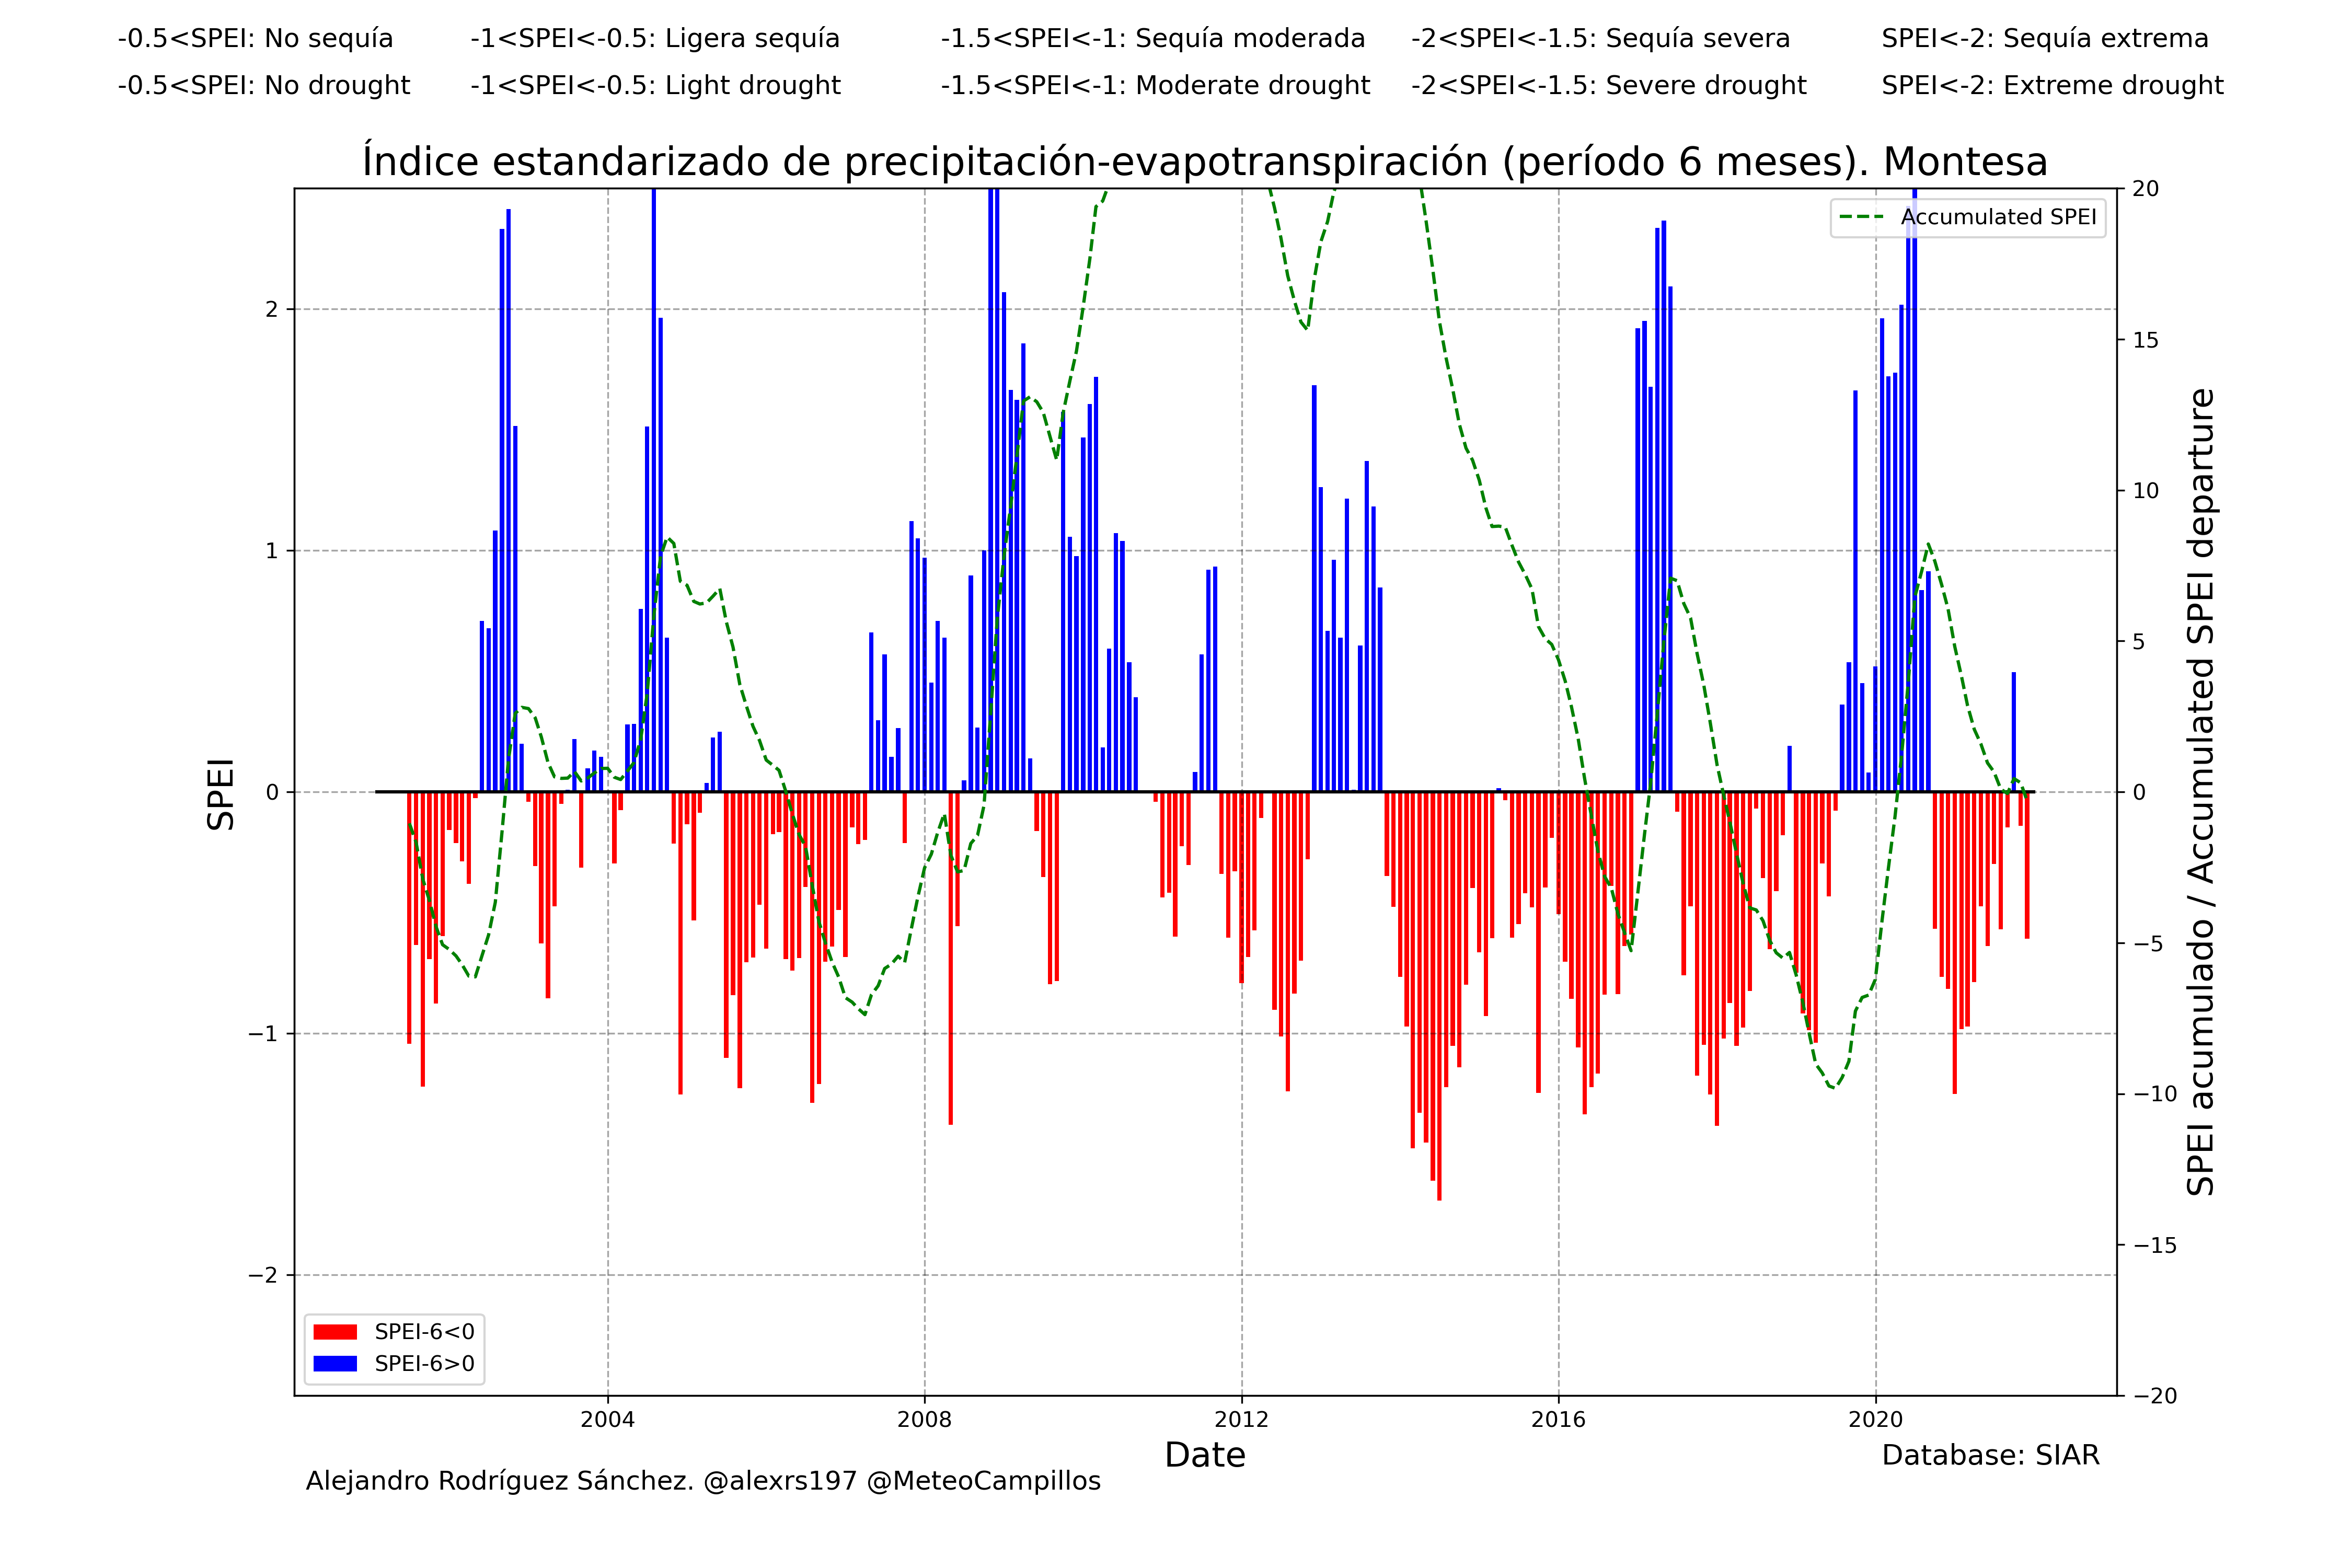 -0.5<SPEI: No sequía -1<SPEI<-0.5: Ligera sequía -1.5<SPEI<-1: Sequía moderada -2<SPEI<-1.5: Sequía severa SPEI<-2: Sequía extrema
-0.5<SPEI: No drought -1<SPEI<-0.5: Light drought -1.5<SPEI<-1: Moderate drought -2<SPEI<-1.5: Severe drought SPEI<-2: Extreme drought
Índice estandarizado de precipitación-evapotranspiración (período 6 meses). Montesa
Accumulated SPEI
SPEI
2
1
0
−1
−2
20
15
10
5
0
−5
−10
−15
−20
SPEI acumulado / Accumulated SPEI departure
SPEI-6<0
SPEI-6>0
2004 2008 2012 2016 2020
Date
Database: SIAR
Alejandro Rodríguez Sánchez. @alexrs197 @MeteoCampillos